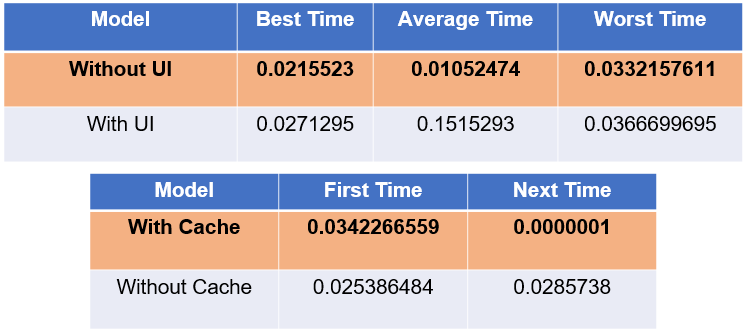 Model Best Time Average Time Worst Time
Without UI 0.0215523 0.01052474 0.0332157611
With UI 0.0271295 0.1515293 0.0366699695
Model First Time Next Time
With Cache 0.0342266559 0.0000001
Without Cache 0.025386484 0.0285738